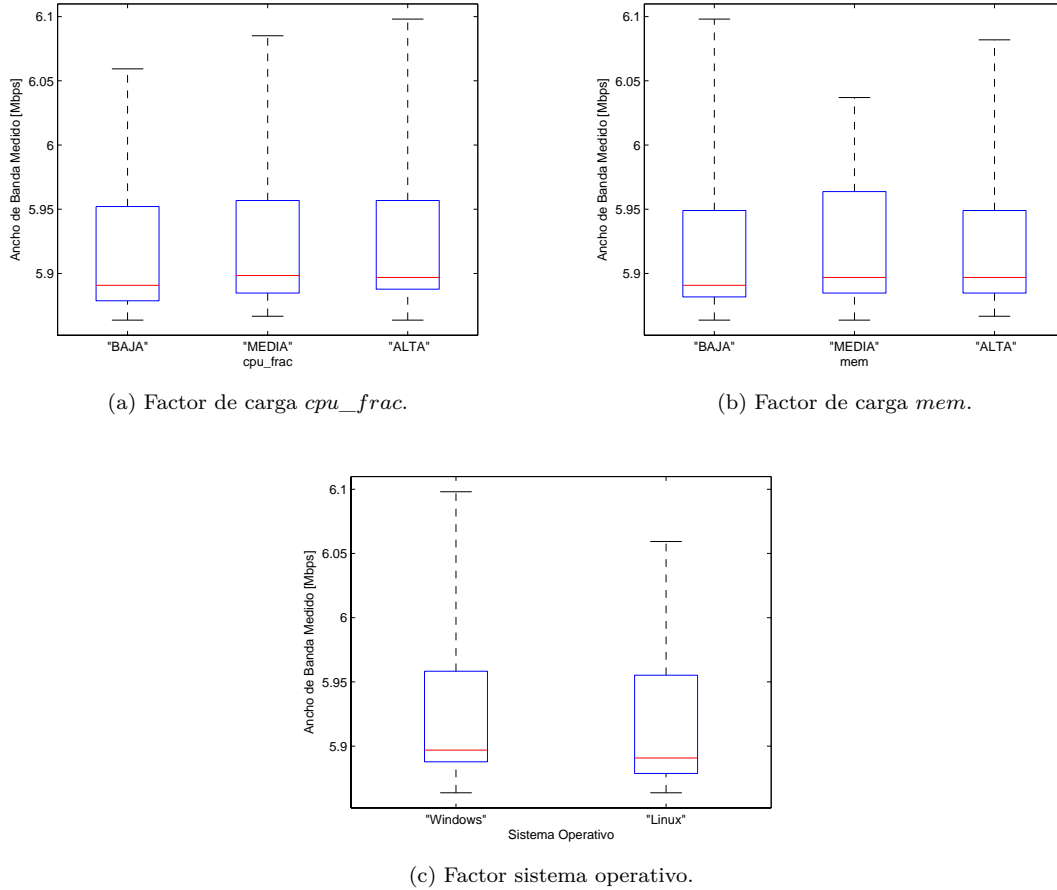 6.1
6.05
6
5.95
5.9
Ancho de Banda Medido [Mbps]
"BAJA" "MEDIA" "ALTA"
cpu_frac
(a) Factor de carga cpu_frac.
6.1
6.05
6
5.95
5.9
Ancho de Banda Medido [Mbps]
"BAJA" "MEDIA" "ALTA"
mem
(b) Factor de carga mem.
6.1
6.05
6
5.95
5.9
Ancho de Banda Medido [Mbps]
"Windows" "Linux"
Sistema Operativo
(c) Factor sistema operativo.